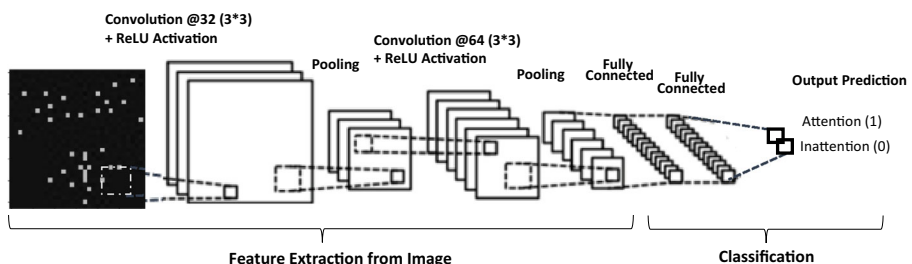 Convolution @32 (3*3)
+ ReLU Activation
Pooling
Convolution @64 (3*3)
+ ReLU Activation
Pooling
Fully
Connected
Fully
Connected
Output Prediction
Attention (1)
Inattention (0)
Feature Extraction from Image
Classification